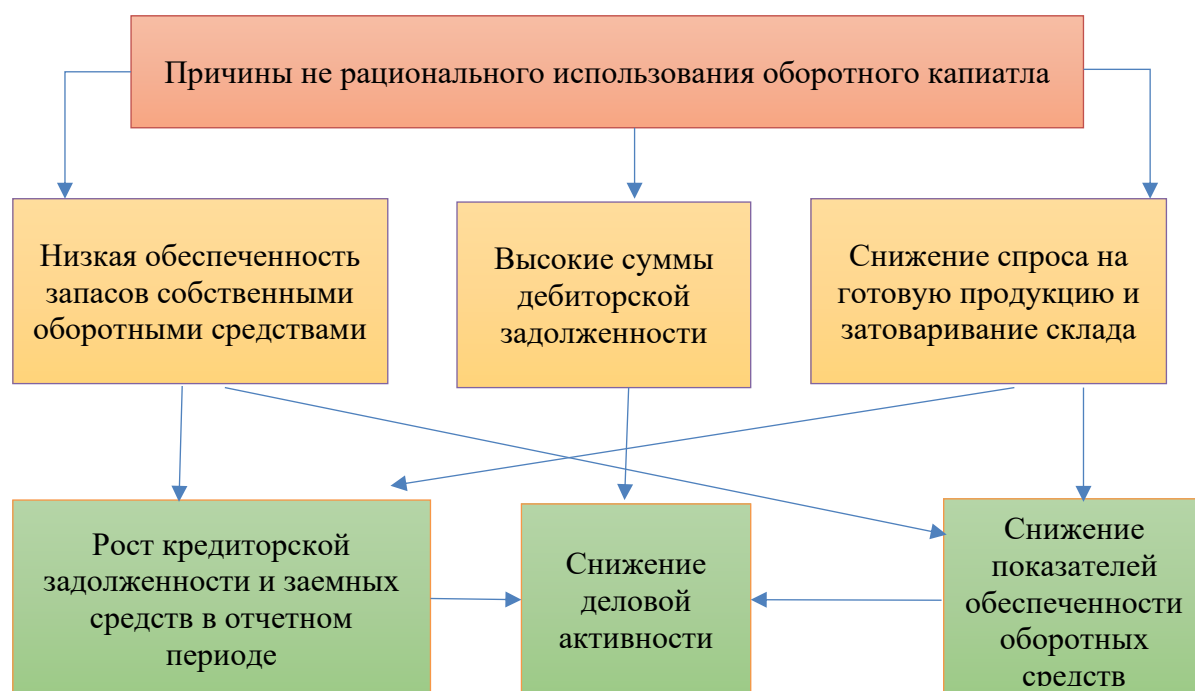 Причины не рационального использования оборотного капиатла
Низкая обеспеченность
запасов собственными
оборотными средствами
Высокие суммы
дебиторской
задолженности
Снижение спроса на
готовую продукцию и
затоваривание склада
Рост кредиторской
задолженности и заемных
средств в отчетном
периоде
Снижение
деловой
активности
Снижение
показателей
обеспеченности
оборотных
средств